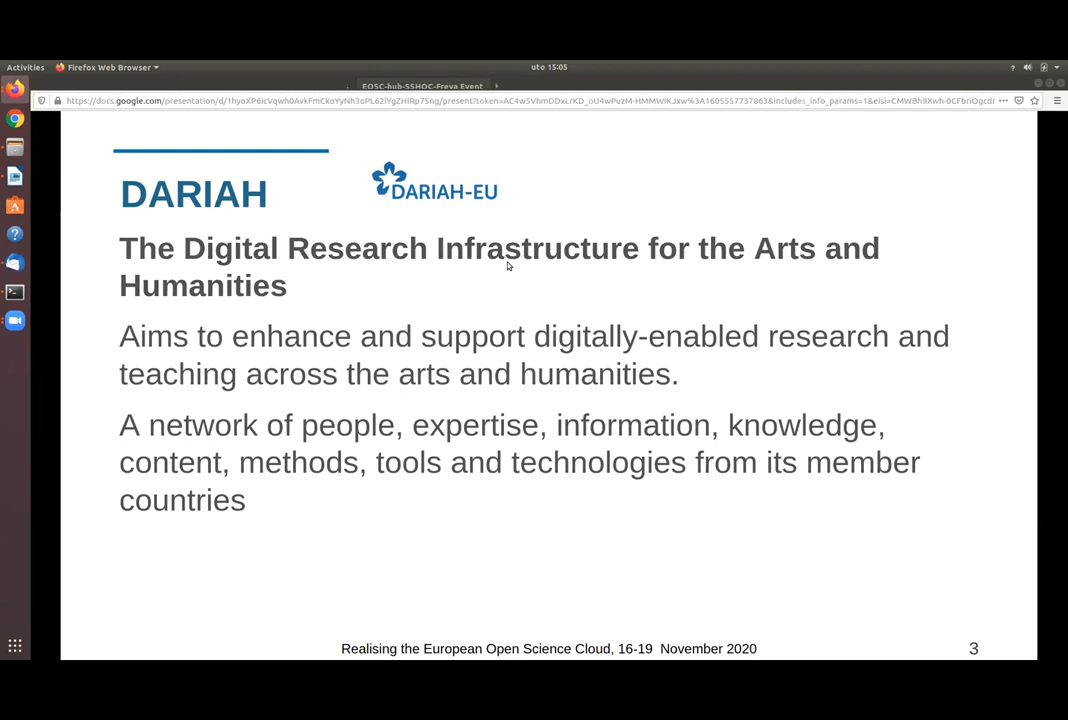 Activities Firefox Web Browser uto 15:05
EOSC-hub-SSHOC-Freya Event
DARIAH
DARIAH-EU
The Digital Research Infrastructure for the Arts and
Humanities
Aims to enhance and support digitally-enabled research and
teaching across the arts and humanities.
A network of people, expertise, information, knowledge,
content, methods, tools and technologies from its member
countries
Realising the European Open Science Cloud, 16-19 November 2020
3